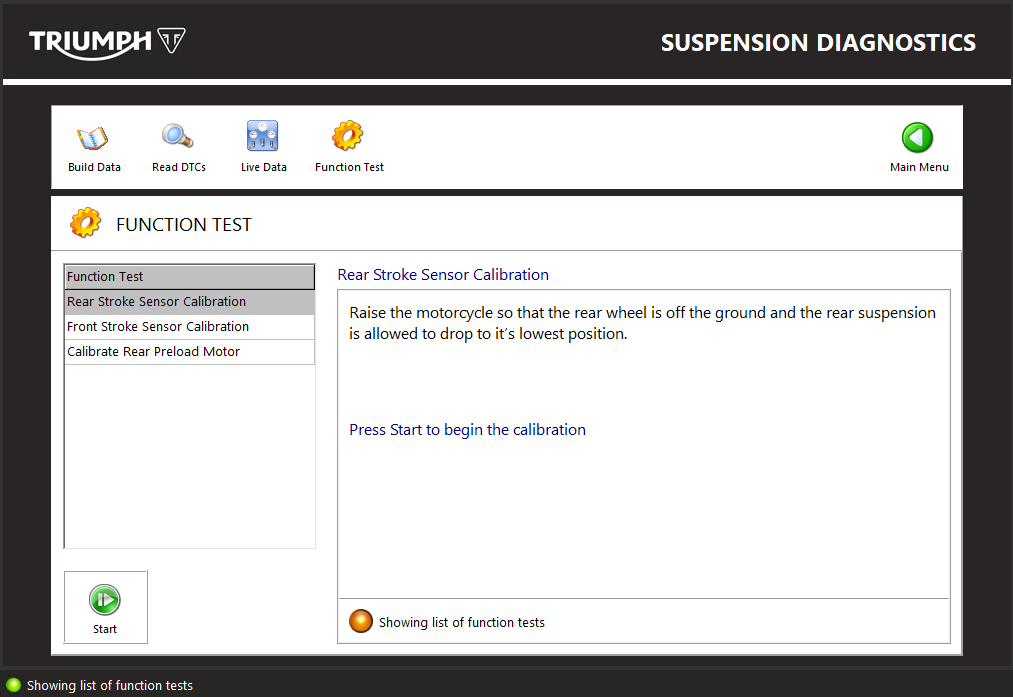 TRIUMPH
SUSPENSION DIAGNOSTICS
Build Data
Read DTCs
Live Data
Function Test
Main Menu
FUNCTION TEST
Function Test
Rear Stroke Sensor Calibration
Front Stroke Sensor Calibration
Calibrate Rear Preload Motor
Start
Rear Stroke Sensor Calibration
Raise the motorcycle so that the rear wheel is off the ground and the rear suspension
is allowed to drop to it’s lowest position.
Press Start to begin the calibration
Showing list of function tests
Showing list of function tests